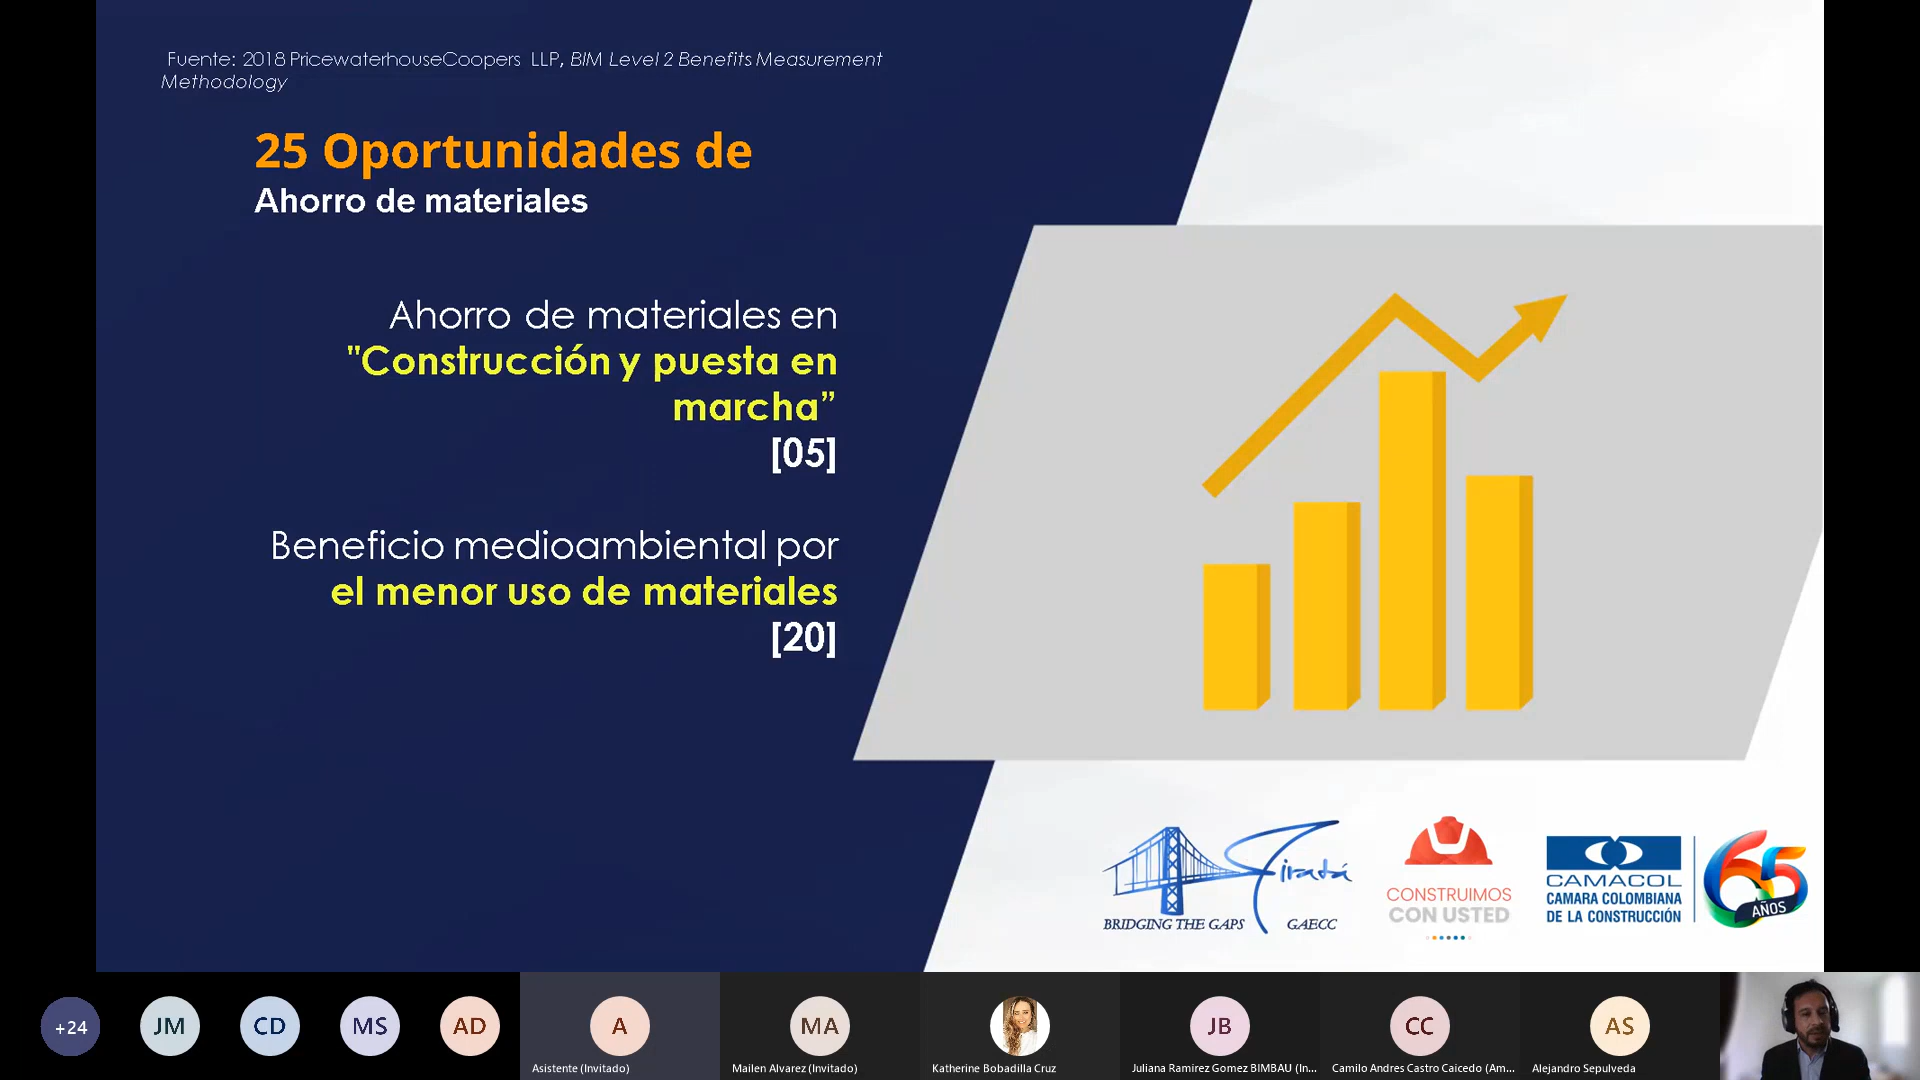 Fuente: 2018 PricewaterhouseCoopers LLP, BIM Level 2 Benefits Measurement
Methodology
25 Oportunidades de
Ahorro de materiales
Ahorro de materiales en
"Construcción y puesta en
marcha”
[05]
Beneficio medioambiental por
el menor uso de materiales
[20]
BRIDGING THE GAPS
Tiratá
GAECC
CONSTRUIMOS
CON USTED
CAMACOL
CAMARA COLOMBIANA
DE LA CONSTRUCCIÓN
65
AÑOS
+24
JM
CD
MS
AD
A
MA
JB
CC
AS
Asistente (Invitado)
Mailen Alvarez (Invitado)
Katherine Bobadilla Cruz
Juliana Ramirez Gomez BIMBAU (In...
Camilo Andres Castro Caicedo (Am...
Alejandro Sepulveda